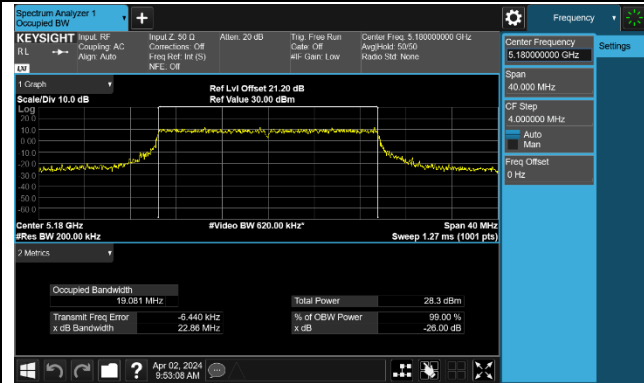 Spectrum Analyzer 1
Occupied BW
Frequency
KEYSIGHT
RL
LXI
Input: RF
Coupling: AC
Align: Auto
Input Z: 50 Ω
Corrections: Off
Freq Ref: Int (S)
NFE: Off
Atten: 20 dB
Trig: Free Run
Gate: Off
#IF Gain: Low
Center Freq: 5.180000000 GHz
Avg|Hold: 50/50
Radio Std: None
Center Frequency
5.180000000 GHz
Settings
Span
40.000 MHz
CF Step
4.000000 MHz
Auto
Man
Freq Offset
0 Hz
1 Graph
Scale/Div 10.0 dB
Ref Lvl Offset 21.20 dB
Ref Value 30.00 dBm
Log
20.0
10.0
0.00
-10.0
-20.0
-30.0
-40.0
-50.0
-60.0
Center 5.18 GHz
#Video BW 620.00 kHz*
Span 40 MHz
#Res BW 200.00 kHz
Sweep 1.27 ms (1001 pts)
2 Metrics
Occupied Bandwidth
19.081 MHz
Total Power 28.3 dBm
Transmit Freq Error -6.440 kHz
% of OBW Power 99.00 %
x dB Bandwidth 22.86 MHz
x dB -26.00 dB
?
Apr 02, 2024
9:53:08 AM